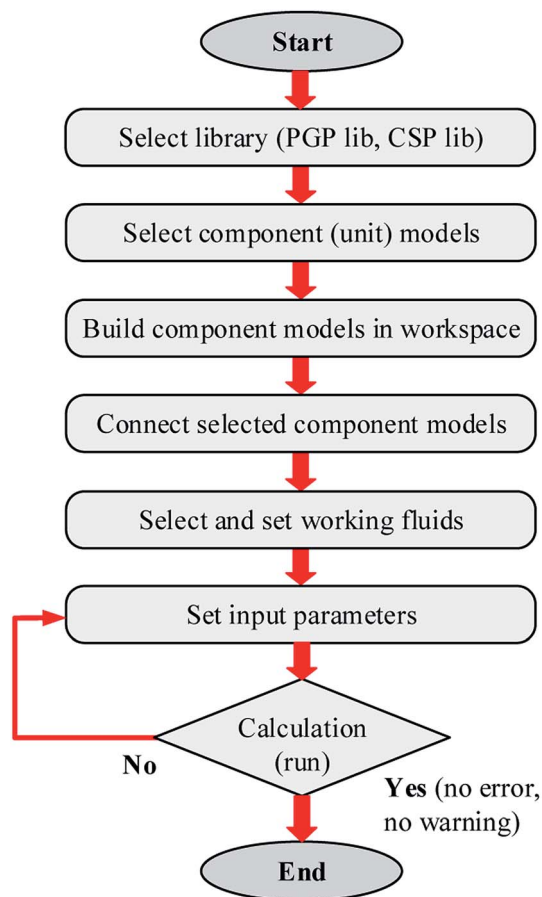 Start
Select library (PGP lib, CSP lib)
Select component (unit) models
Build component models in workspace
Connect selected component models
Select and set working fluids
Set input parameters
Calculation
(run)
No
Yes (no error,
no warning)
End